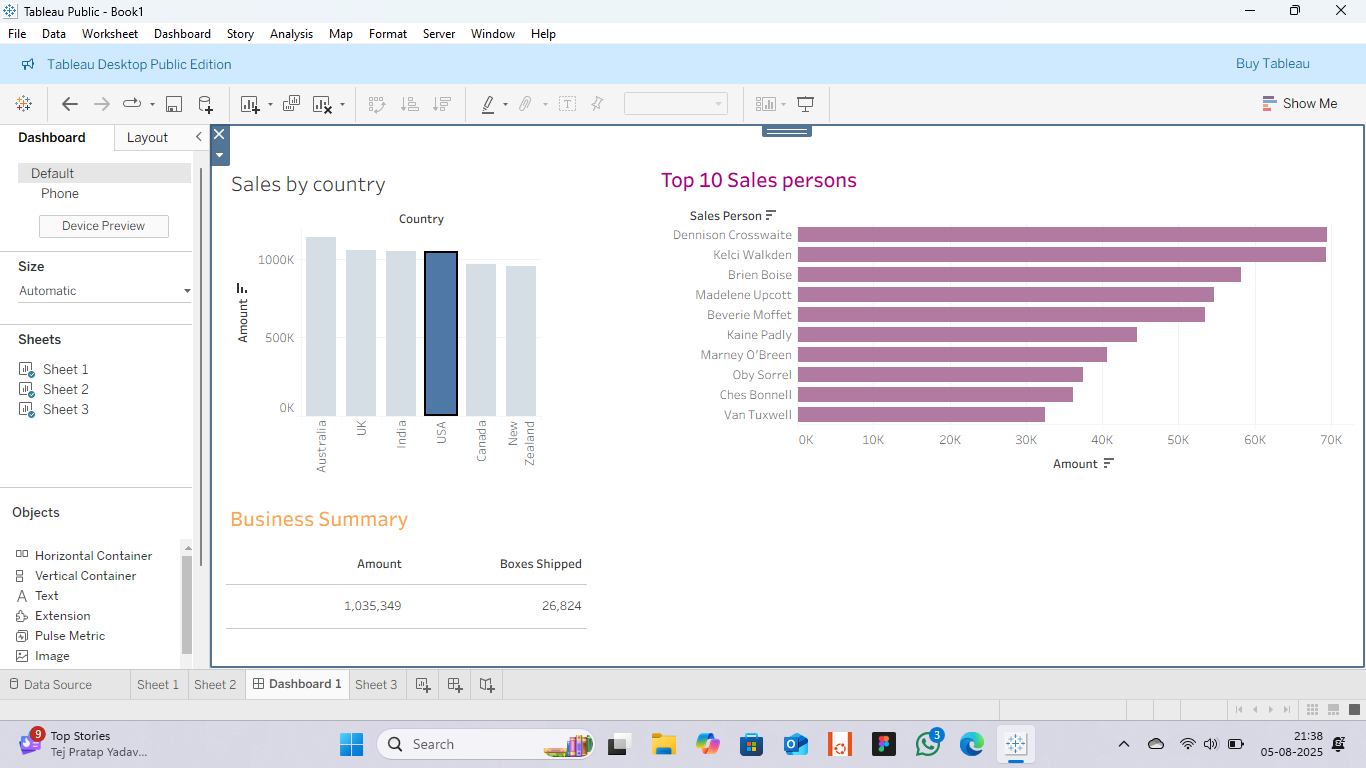 Tableau Public - Book1
File Data Worksheet Dashboard Story Analysis Map Format Server Window Help
Tableau Desktop Public Edition
Buy Tableau
Show Me
Dashboard
Layout
Default
Phone
Device Preview
Size
Automatic
Sheets
Sheet 1
Sheet 2
Sheet 3
Objects
Horizontal Container
Vertical Container
A Text
Extension
Pulse Metric
Image
Sales by country
Country
Amount
1000K
500K
0K
Australia
UK
India
USA
Canada
New
Zealand
Top 10 Sales persons
Sales Person
Dennison Crosswaite
Kelci Walkden
Brien Boise
Madelene Upcott
Beverie Moffet
Kaine Padly
Marney O'Breen
Oby Sorrel
Ches Bonnell
Van Tuxwell
0K 10K 20K 30K 40K 50K 60K 70K
Amount
Business Summary
Amount Boxes Shipped
1,035,349 26,824
Data Source Sheet 1 Sheet 2 Dashboard 1 Sheet 3
9
Top Stories
Tej Pratap Yadav...
Search
3
21:38
05-08-2025